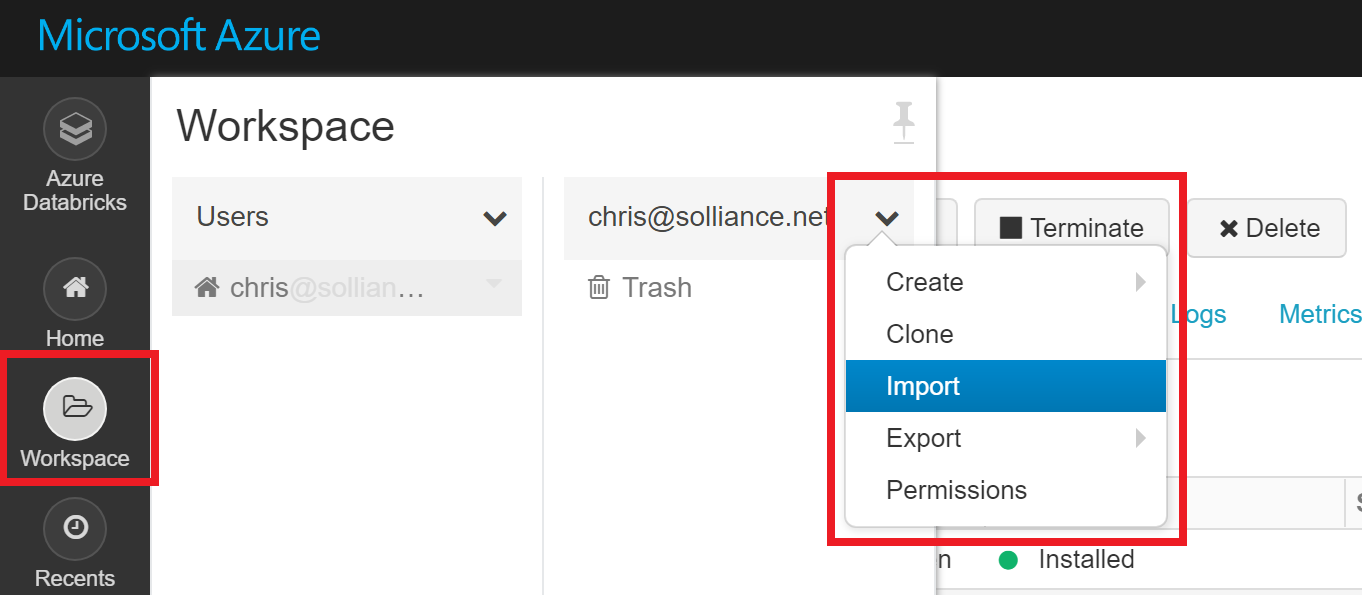 Microsoft Azure
Azure
Databricks
Home
Workspace
Recents
Workspace
Users
chris@sollian...
chris@solliance.net
Trash
Create
Clone
Import
Export
Permissions
Terminate
Delete
Logs
Metrics
Installed